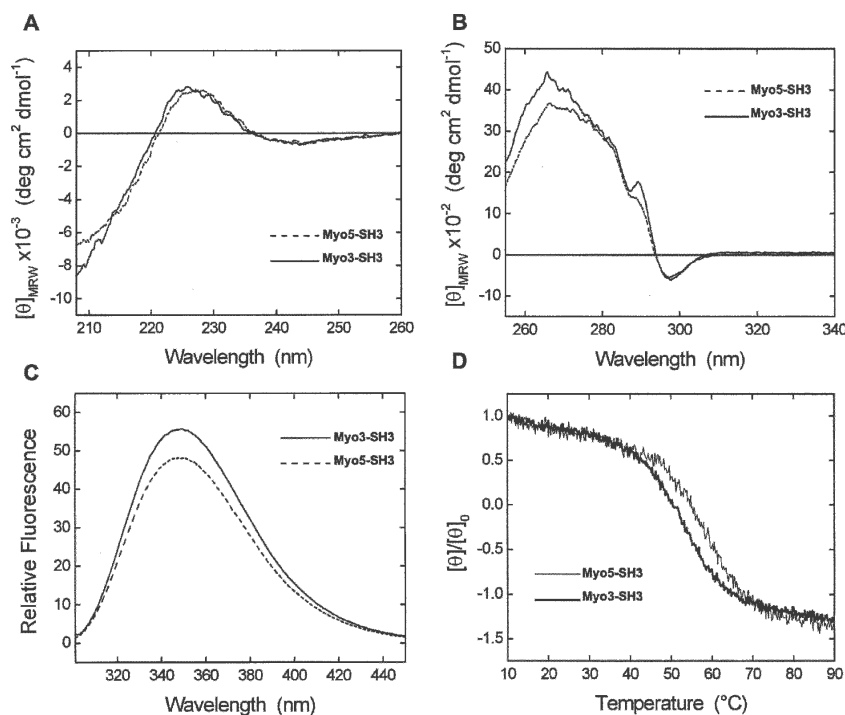 A
4
2
0
-2
-4
-6
-8
-10
[θ]MRW x10⁻³ (deg cm² dmol⁻¹)
Myo5-SH3
Myo3-SH3
210 220 230 240 250 260
Wavelength (nm)
B
50
40
30
20
10
0
-10
[θ]MRW x10⁻² (deg cm² dmol⁻¹)
Myo5-SH3
Myo3-SH3
260 280 300 320 340
Wavelength (nm)
C
60
50
40
30
20
10
0
Relative Fluorescence
Myo3-SH3
Myo5-SH3
320 340 360 380 400 420 440
Wavelength (nm)
D
1.0
0.5
0.0
-0.5
-1.0
-1.5
[θ]/[θ]₀
Myo5-SH3
Myo3-SH3
10 20 30 40 50 60 70 80 90
Temperature (°C)